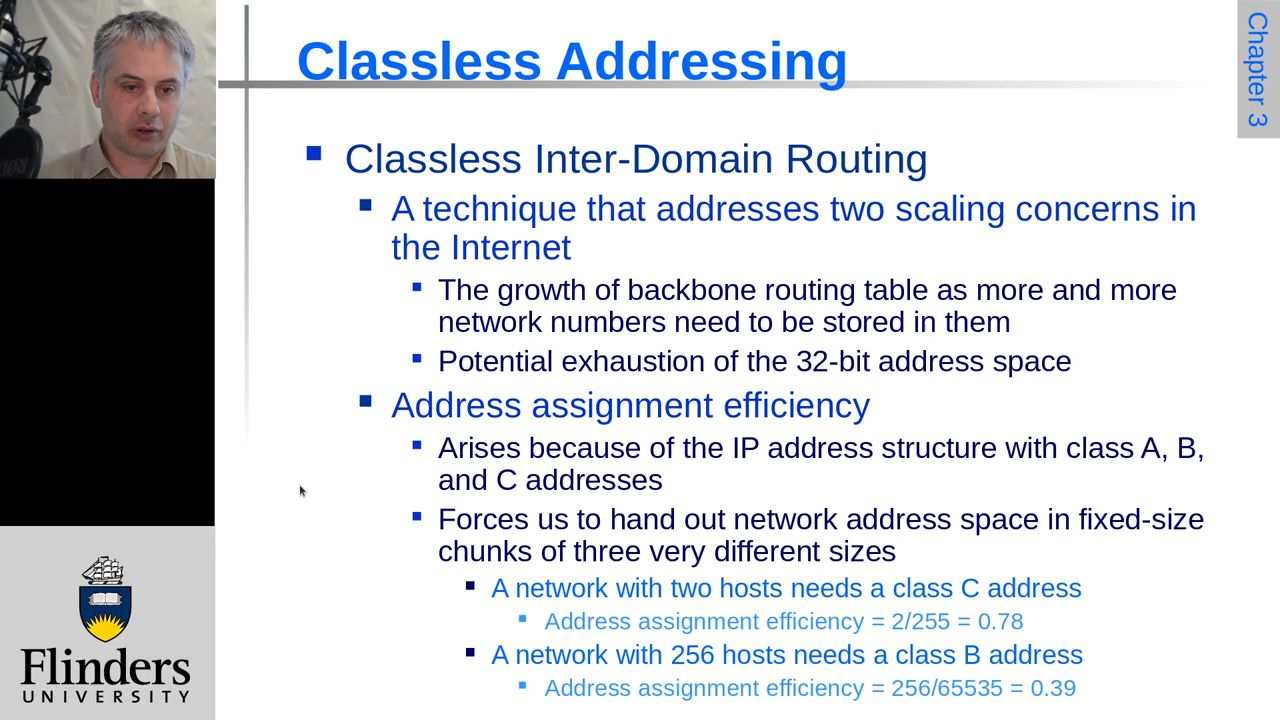 Classless Addressing
Chapter 3
Classless Inter-Domain Routing
A technique that addresses two scaling concerns in
the Internet
The growth of backbone routing table as more and more
network numbers need to be stored in them
Potential exhaustion of the 32-bit address space
Address assignment efficiency
Arises because of the IP address structure with class A, B,
and C addresses
Forces us to hand out network address space in fixed-size
chunks of three very different sizes
A network with two hosts needs a class C address
Address assignment efficiency = 2/255 = 0.78
A network with 256 hosts needs a class B address
Address assignment efficiency = 256/65535 = 0.39
Flinders
UNIVERSITY